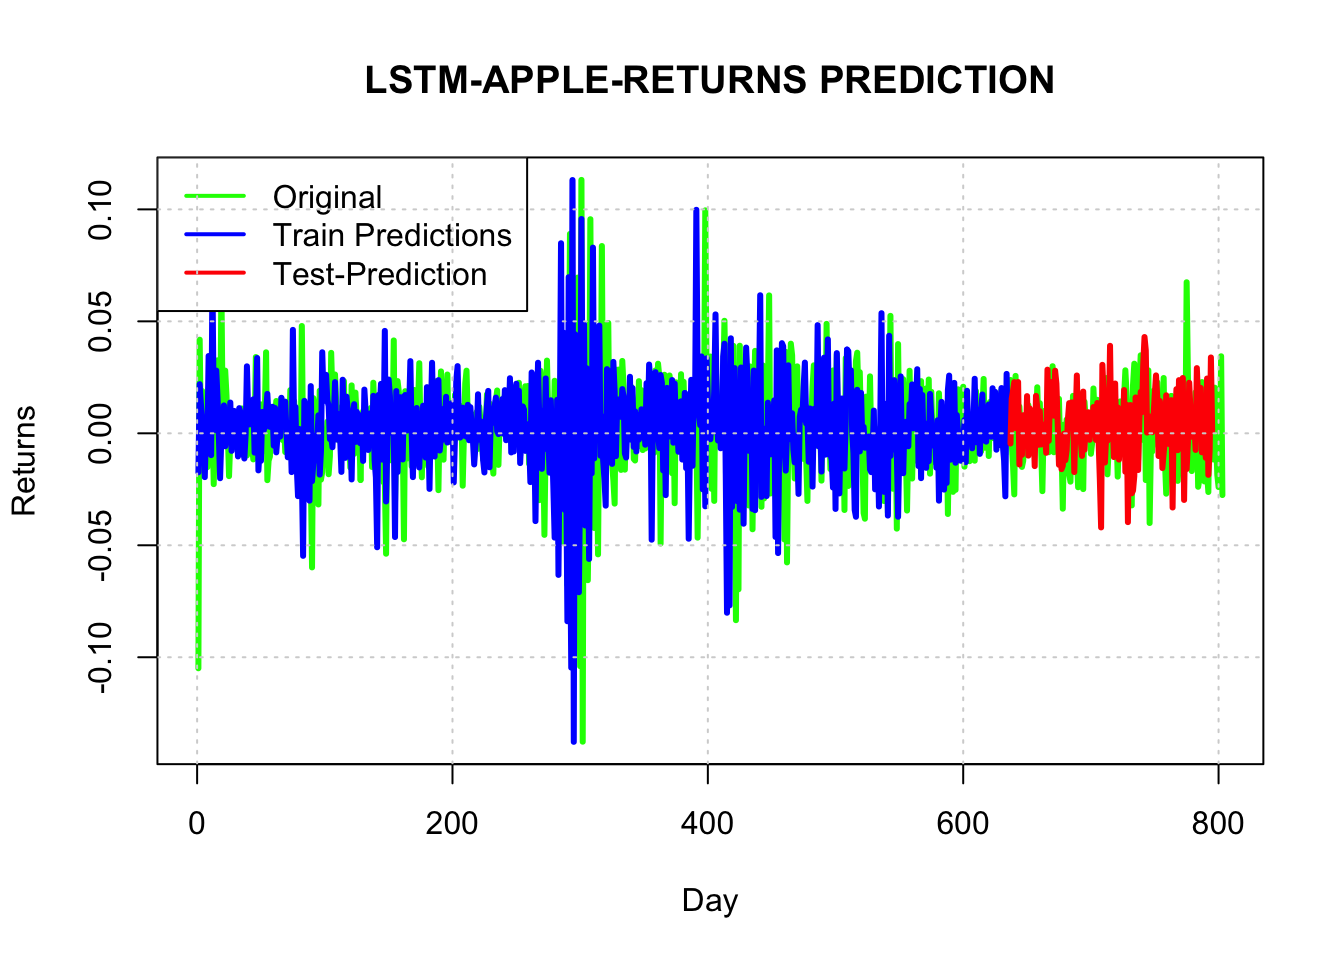 LSTM-APPLE-RETURNS PREDICTION
Original
Train Predictions
Test-Prediction
0.10
0.05
0.00
-0.05
-0.10
Returns
0 200 400 600 800
Day